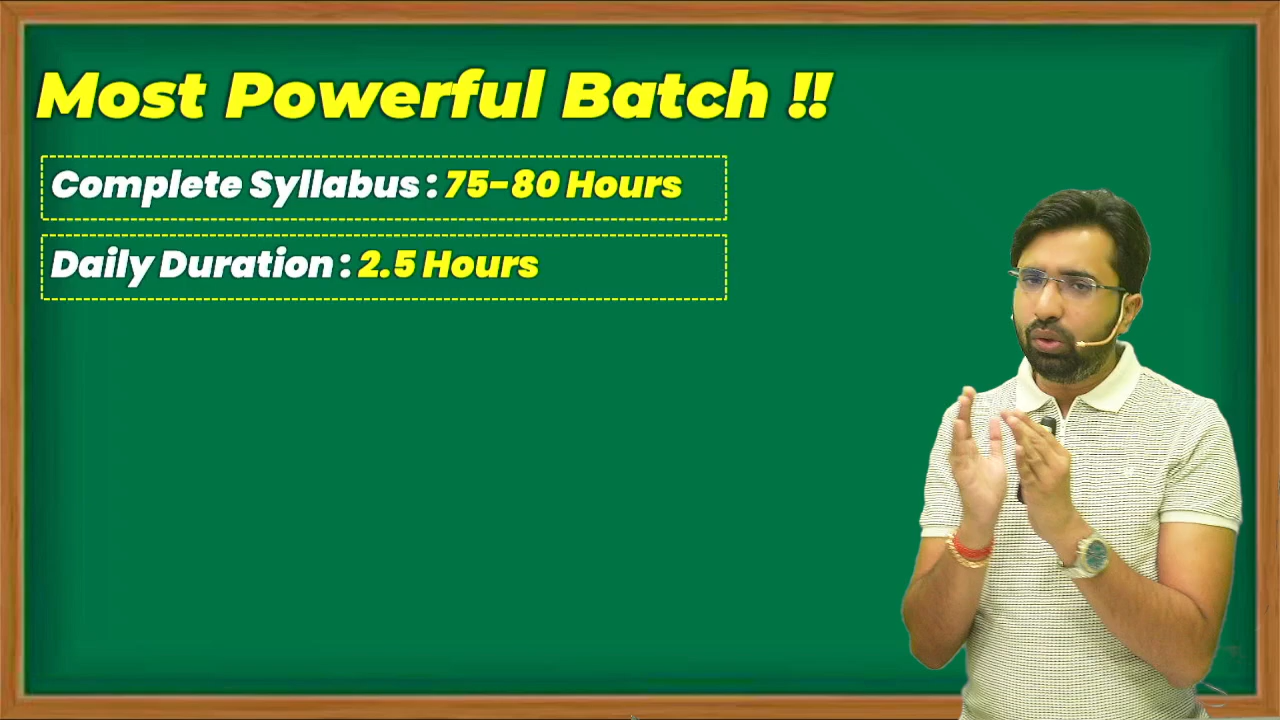 Most Powerful Batch !!
Complete Syllabus : 75-80 Hours
Daily Duration : 2.5 Hours